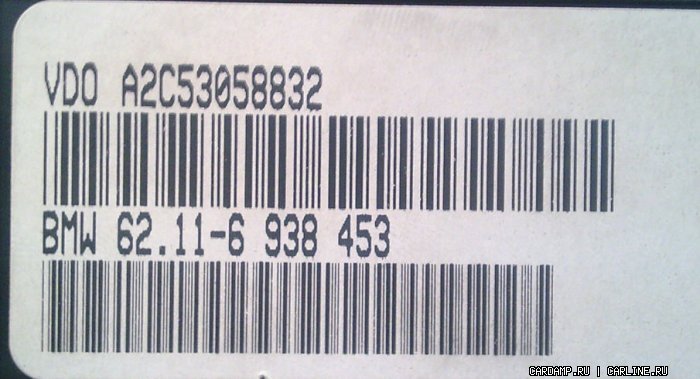 VDO A2C53058832
BMW 62.11-6 938 453
CARDAMP.RU | CARLINE.RU